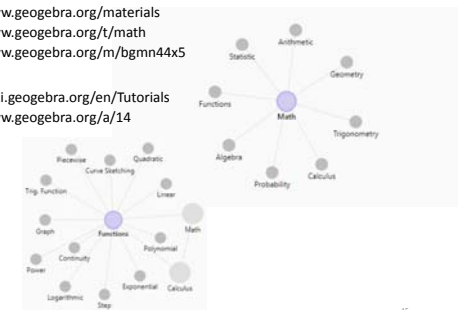 w.geogebra.org/materials
w.geogebra.org/t/math
w.geogebra.org/m/bgmn44x5
i.geogebra.org/en/Tutorials
w.geogebra.org/a/14
Arithmetic
Statistic
Geometry
Functions
Math
Trigonometry
Algebra
Calculus
Probability
Piecewise
Quadratic
Curve Sketching
Trig. Function
Linear
Graph
Functions
Math
Continuity
Polynomial
Power
Exponential
Calculus
Logarithmic
Step